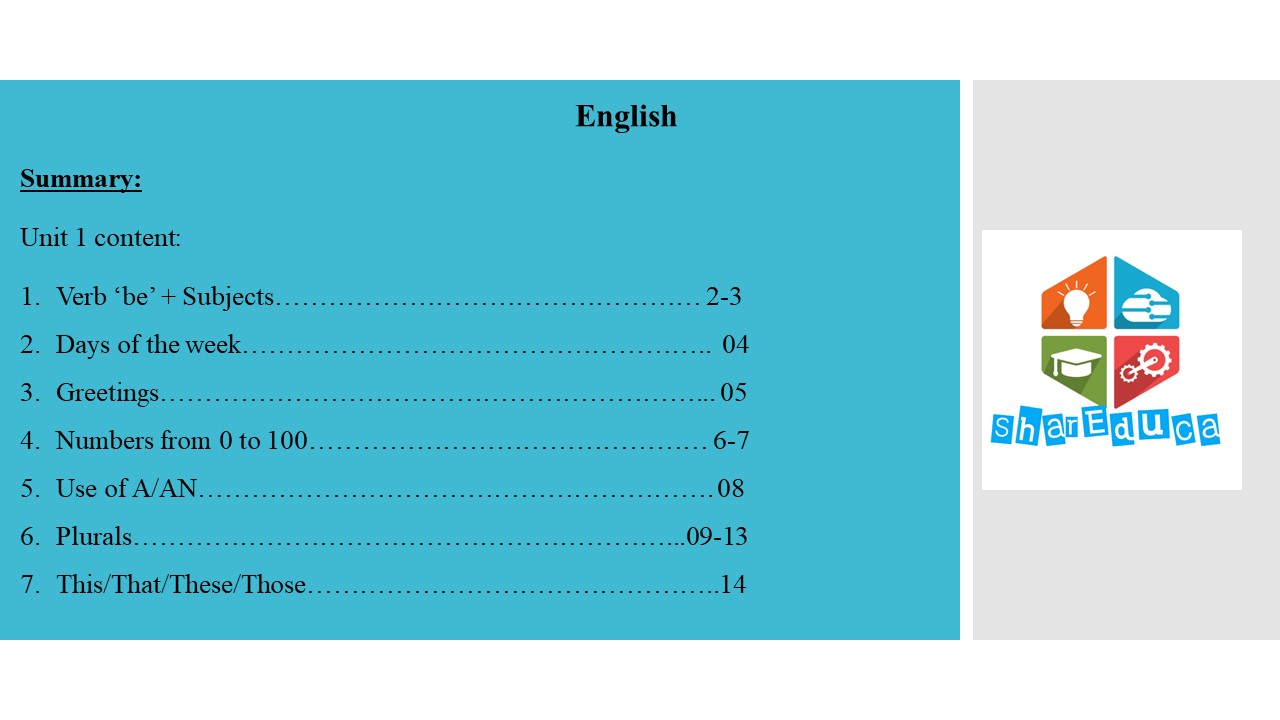 English
Summary:
Unit 1 content:
1. Verb ‘be’ + Subjects………………………………………… 2-3
2. Days of the week…………………………………………….. 04
3. Greetings……………………………………………………... 05
4. Numbers from 0 to 100……………………………………… 6-7
5. Use of A/AN…………………………………………………. 08
6. Plurals……………………………………………………...09-13
7. This/That/These/Those………………………………………..14
sharEduca